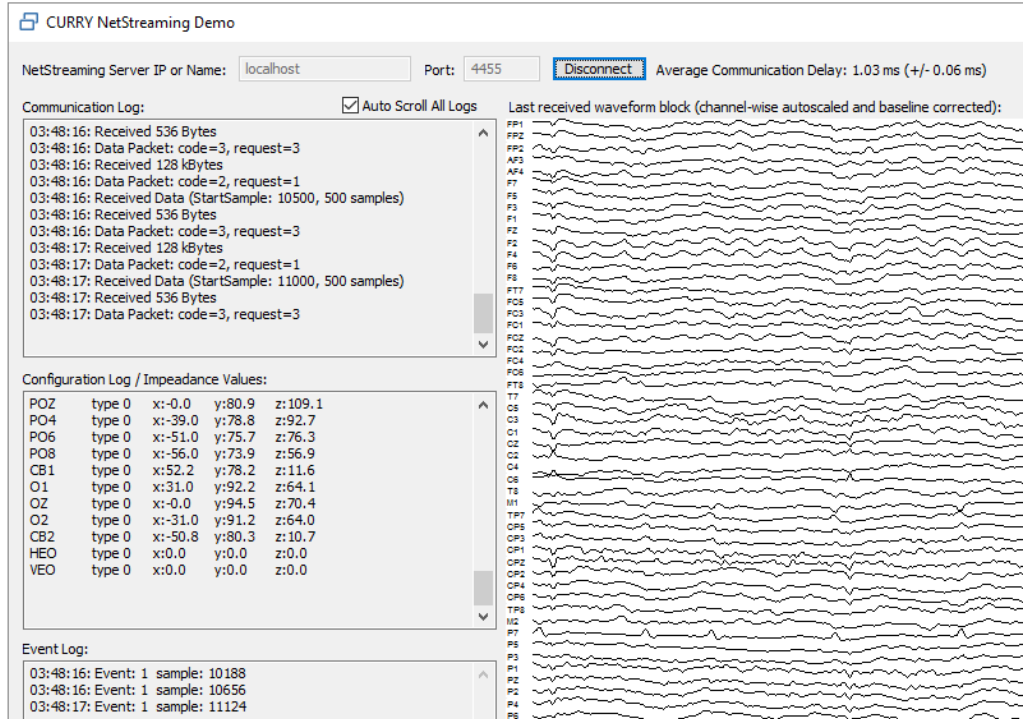 CURRY NetStreaming Demo
NetStreaming Server IP or Name: localhost Port: 4455 Disconnect Average Communication Delay: 1.03 ms (+/- 0.06 ms)
Communication Log: Auto Scroll All Logs
03:48:16: Received 536 Bytes
03:48:16: Data Packet: code=3, request=3
03:48:16: Received 128 kBytes
03:48:16: Data Packet: code=2, request=1
03:48:16: Received Data (StartSample: 10500, 500 samples)
03:48:16: Received 536 Bytes
03:48:16: Data Packet: code=3, request=3
03:48:17: Received 128 kBytes
03:48:17: Data Packet: code=2, request=1
03:48:17: Received Data (StartSample: 11000, 500 samples)
03:48:17: Received 536 Bytes
03:48:17: Data Packet: code=3, request=3
Configuration Log / Impeadance Values:
POZ type 0 x:-0.0 y:80.9 z:109.1
PO4 type 0 x:-39.0 y:78.8 z:92.7
PO6 type 0 x:-51.0 y:75.7 z:76.3
PO8 type 0 x:-56.0 y:73.9 z:56.9
CB1 type 0 x:52.2 y:78.2 z:11.6
O1 type 0 x:31.0 y:92.2 z:64.1
OZ type 0 x:-0.0 y:94.5 z:70.4
O2 type 0 x:-31.0 y:91.2 z:64.0
CB2 type 0 x:-50.8 y:80.3 z:10.7
HEO type 0 x:0.0 y:0.0 z:0.0
VEO type 0 x:0.0 y:0.0 z:0.0
Event Log:
03:48:16: Event: 1 sample: 10188
03:48:16: Event: 1 sample: 10656
03:48:17: Event: 1 sample: 11124
Last received waveform block (channel-wise autoscaled and baseline corrected):
FP1
FPZ
FP2
AF3
AF4
F7
F5
F3
F1
FZ
F2
F4
F6
F8
FT7
FC5
FC3
FC1
FCZ
FC2
FC4
FC6
FT8
T7
C5
C3
C1
CZ
C2
C4
C6
T8
M1
TP7
CP5
CP3
CP1
CPZ
CP2
CP4
CP6
TP8
M2
P7
P5
P3
P1
PZ
P2
P4
P6